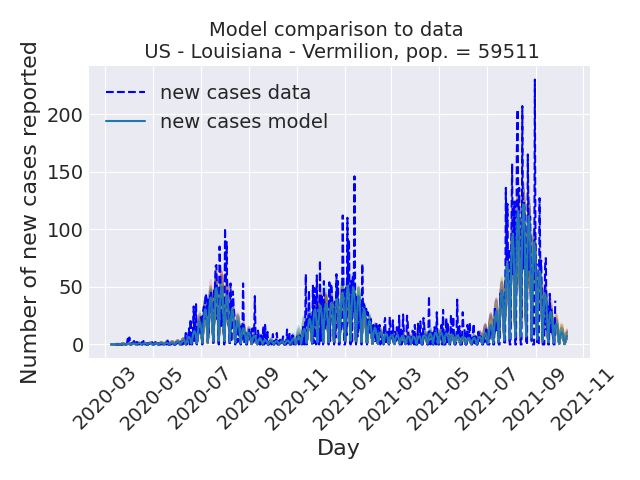 Model comparison to data
US - Louisiana - Vermilion, pop. = 59511
Number of new cases reported
new cases data
new cases model
200
150
100
50
0
2020-03
2020-05
2020-07
2020-09
2020-11
2021-01
2021-03
2021-05
2021-07
2021-09
2021-11
Day